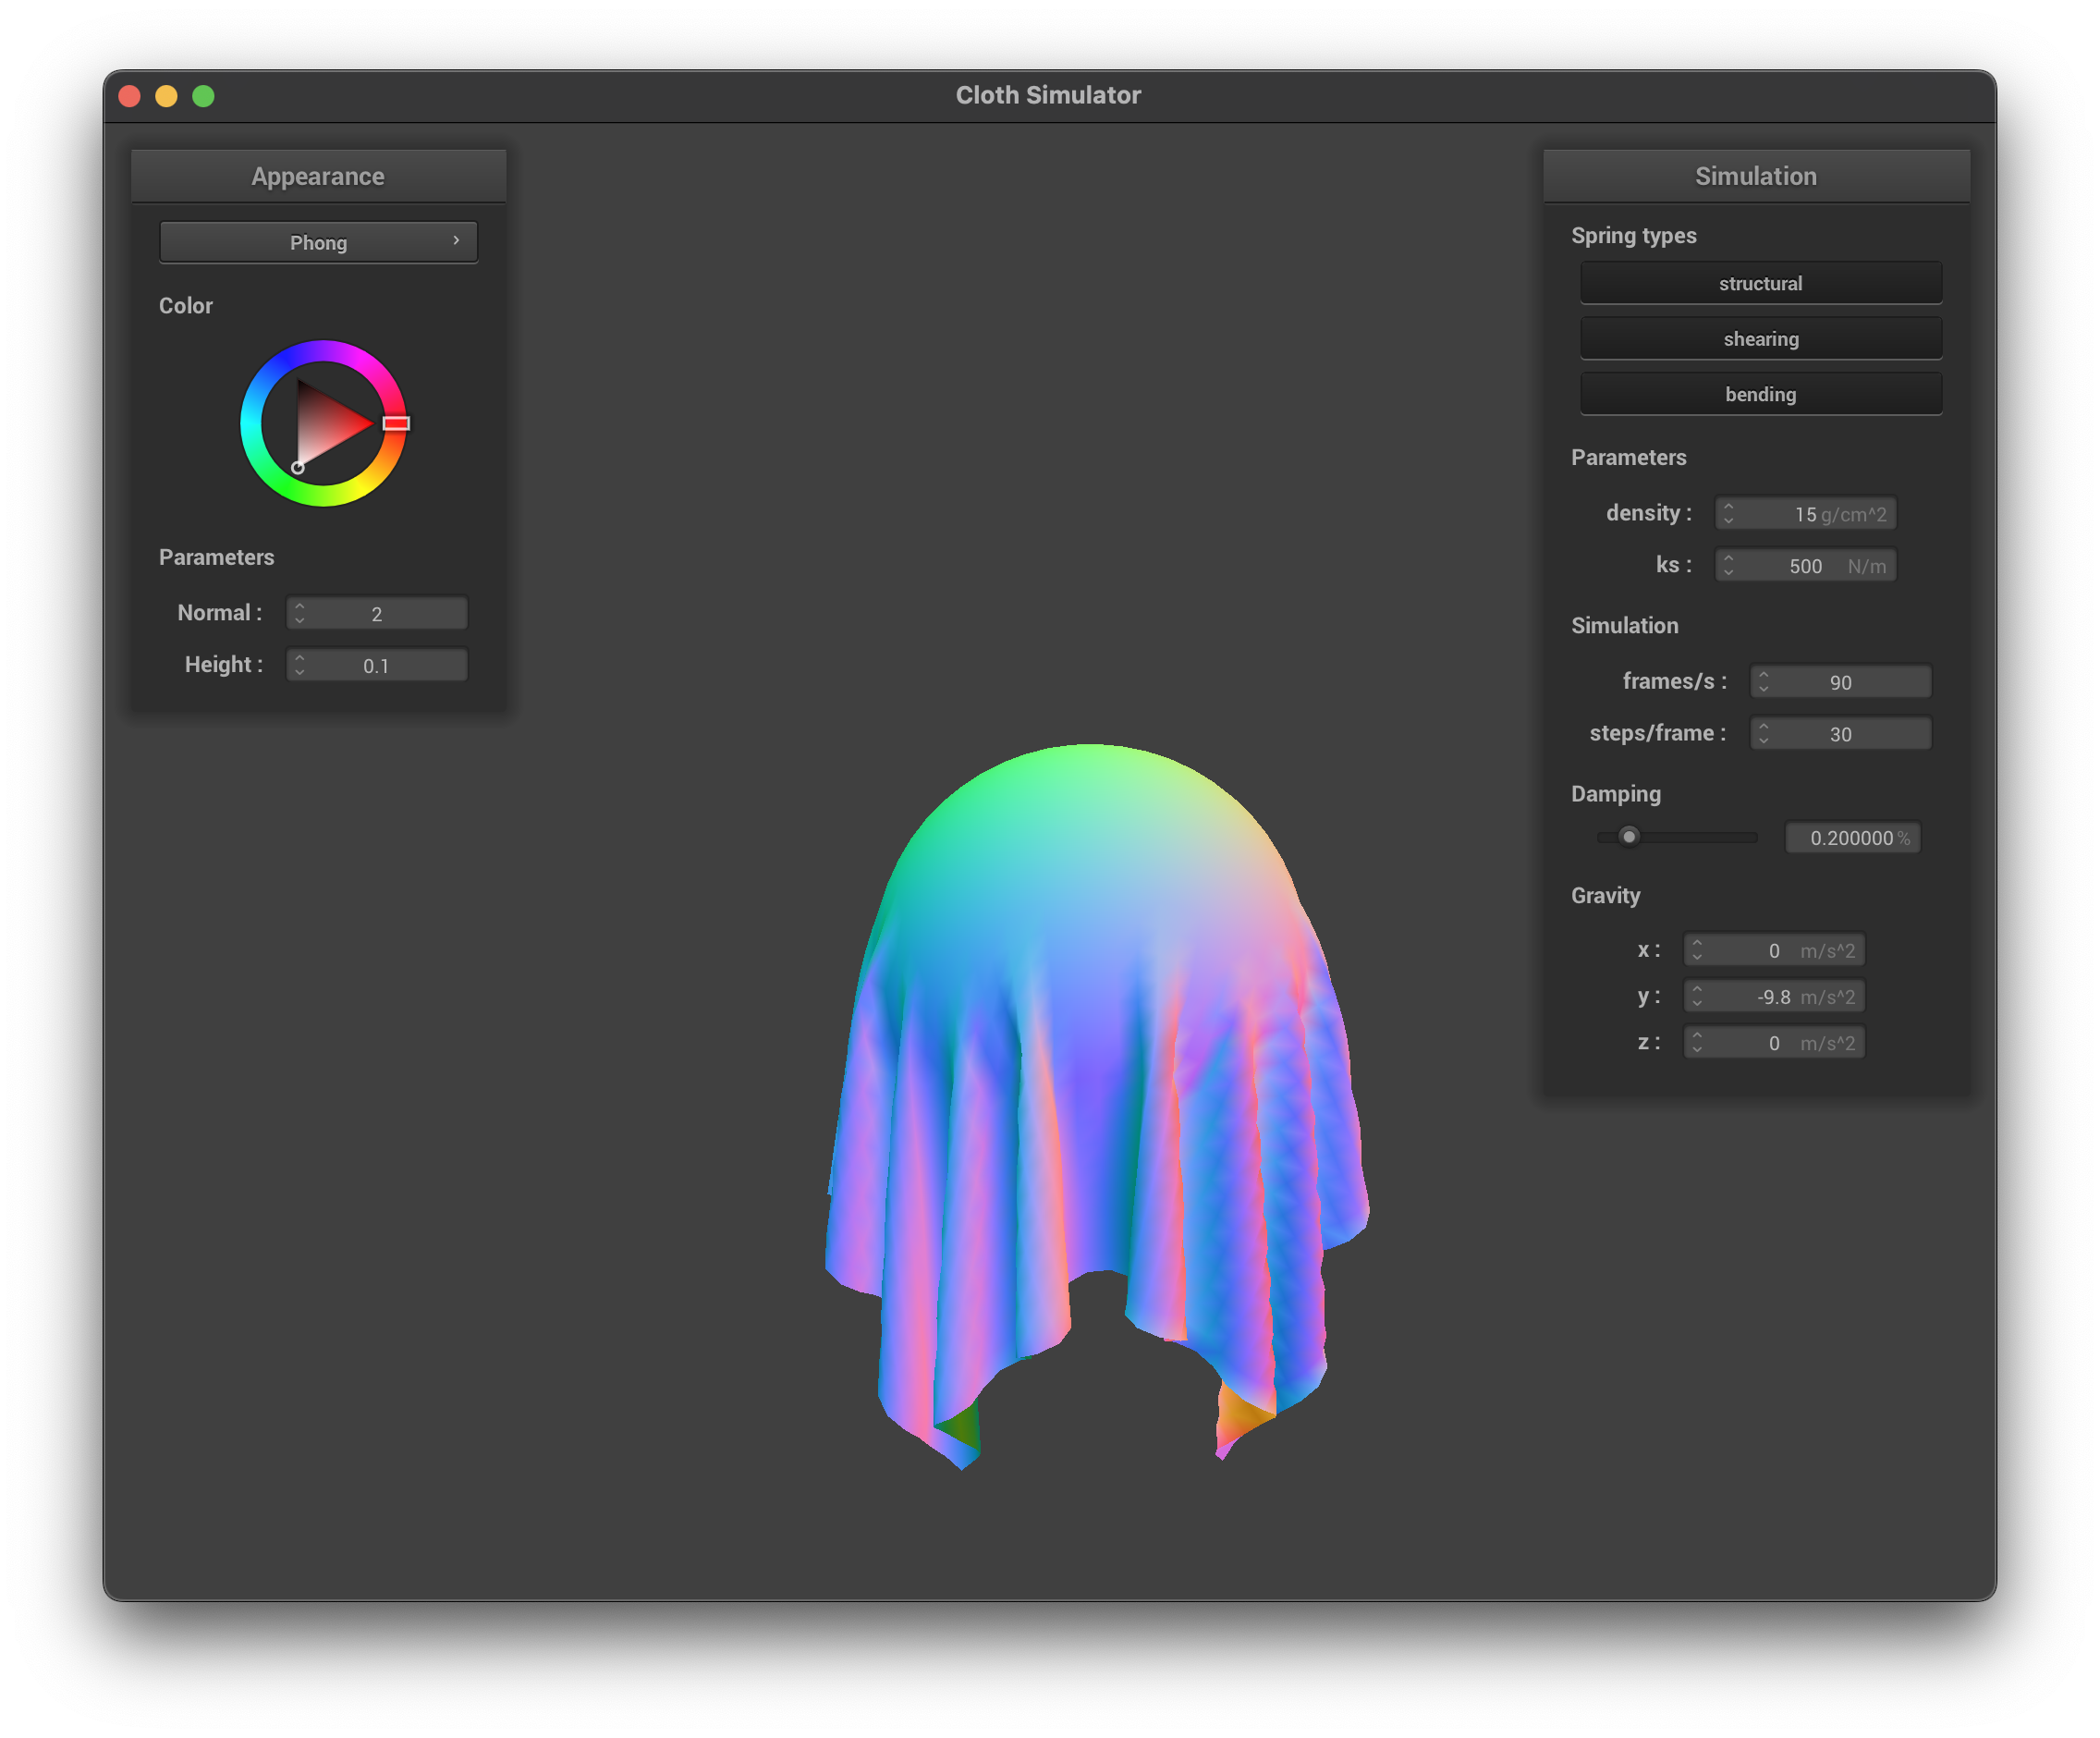 Cloth Simulator
Appearance
Phong
Color
Parameters
Normal : 2
Height : 0.1
Simulation
Spring types
structural
shearing
bending
Parameters
density : 15 g/cm^2
ks : 500 N/m
Simulation
frames/s : 90
steps/frame : 30
Damping
0.200000 %
Gravity
x : 0 m/s^2
y : -9.8 m/s^2
z : 0 m/s^2